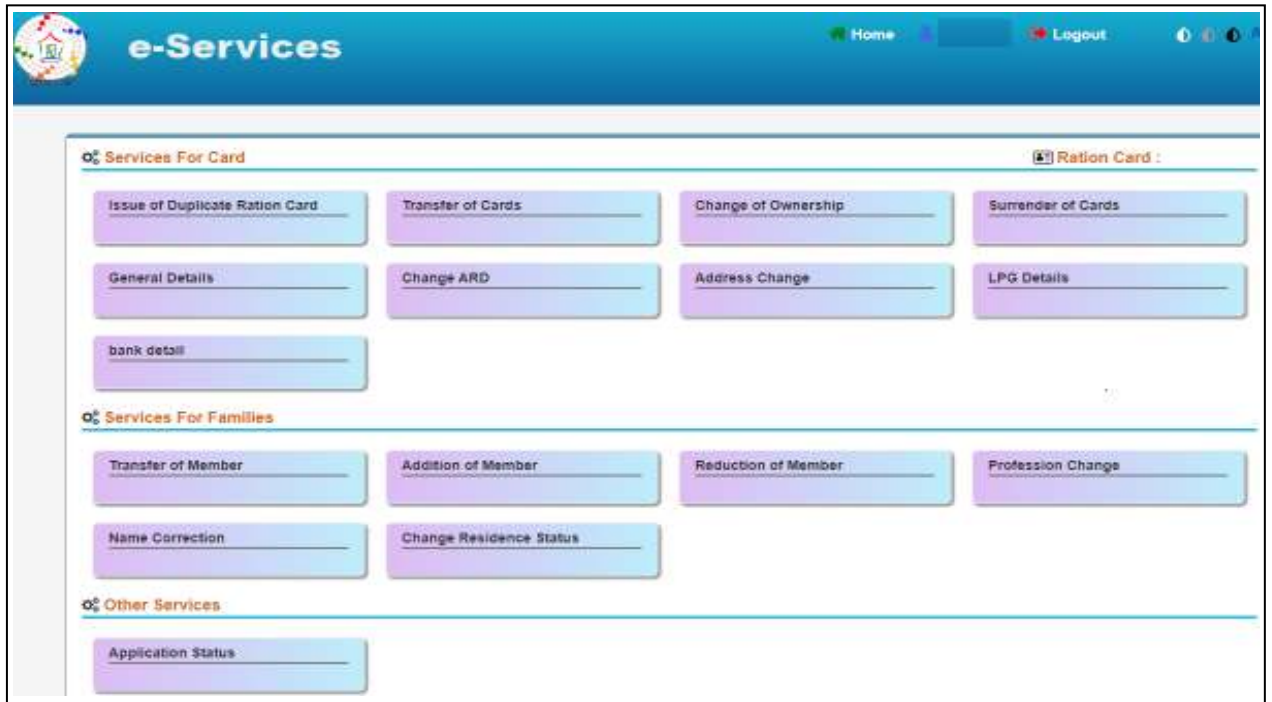 e-Services
Home
Logout
Services For Card
Ration Card :
Issue of Duplicate Ration Card
Transfer of Cards
Change of Ownership
Surrender of Cards
General Details
Change ARD
Address Change
LPG Details
bank detail
Services For Families
Transfer of Member
Addition of Member
Reduction of Member
Profession Change
Name Correction
Change Residence Status
Other Services
Application Status